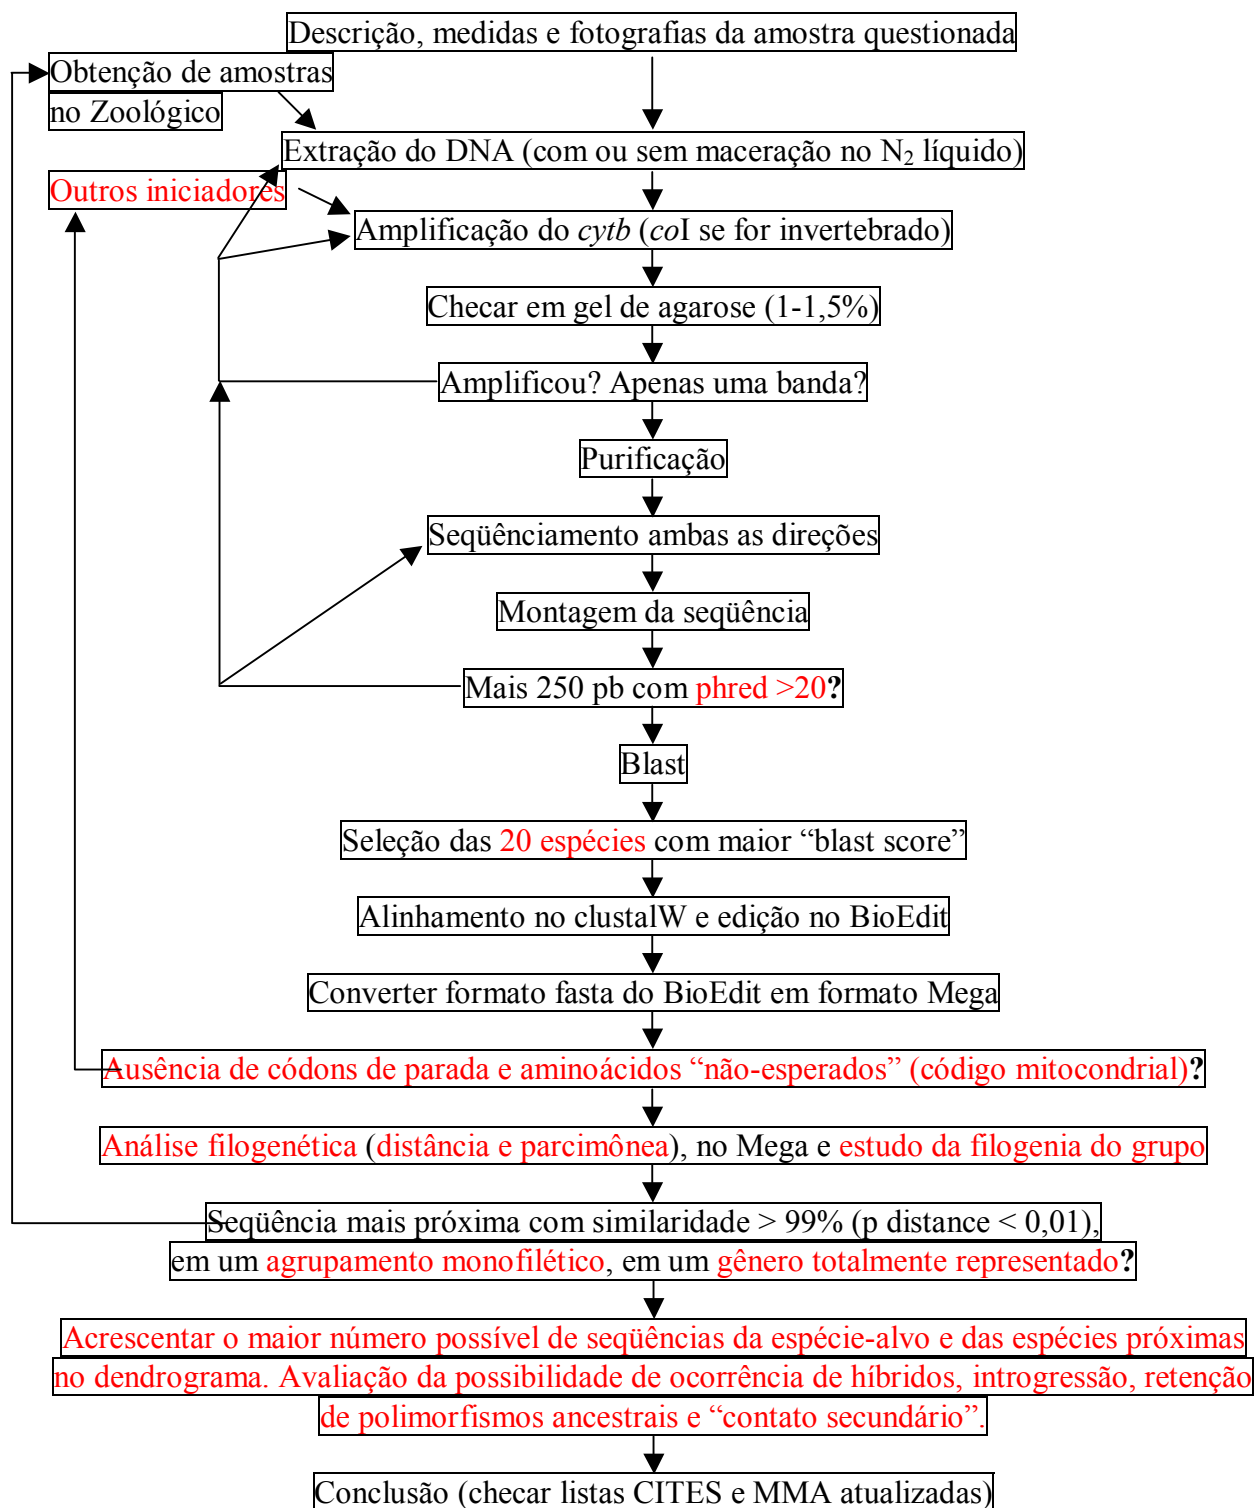 Descrição, medidas e fotografias da amostra questionada
Obtenção de amostras
no Zoológico
Extração do DNA (com ou sem maceração no N₂ líquido)
Outros iniciadores
Amplificação do cytb (coI se for invertebrado)
Checar em gel de agarose (1-1,5%)
Amplificou? Apenas uma banda?
Purificação
Seqüênciamento ambas as direções
Montagem da seqüência
Mais 250 pb com phred >20?
Blast
Seleção das 20 espécies com maior “blast score”
Alinhamento no clustalW e edição no BioEdit
Converter formato fasta do BioEdit em formato Mega
Ausência de códons de parada e aminoácidos “não-esperados” (código mitocondrial)?
Análise filogenética (distância e parcimônea), no Mega e estudo da filogenia do grupo
Seqüência mais próxima com similaridade > 99% (p distance < 0,01),
em um agrupamento monofilético, em um gênero totalmente representado?
Acrescentar o maior número possível de seqüências da espécie-alvo e das espécies próximas
no dendrograma. Avaliação da possibilidade de ocorrência de híbridos, introgressão, retenção
de polimorfismos ancestrais e “contato secundário”.
Conclusão (checar listas CITES e MMA atualizadas)